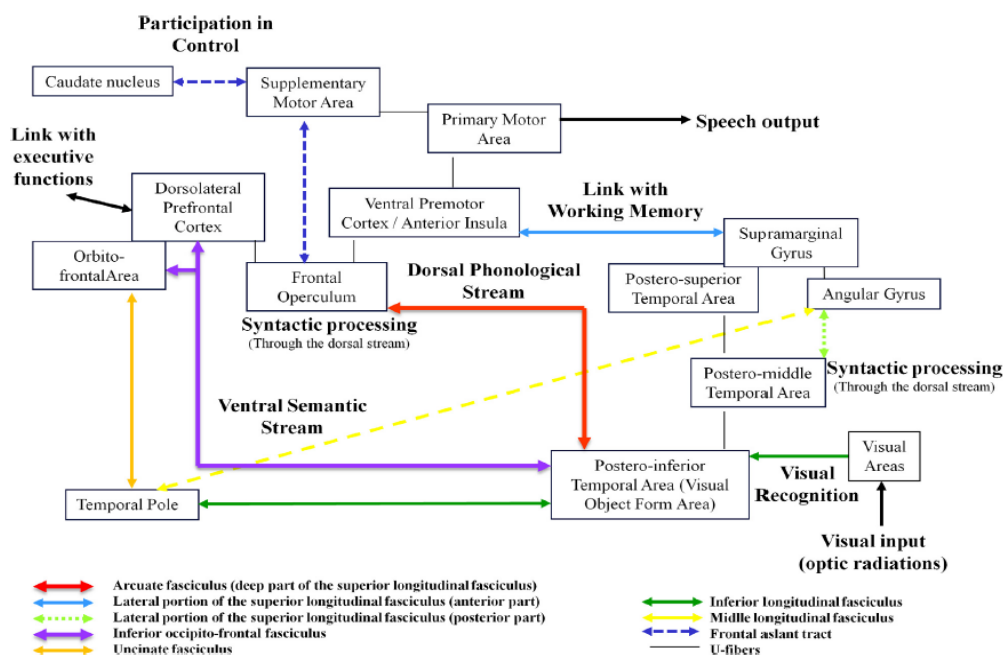 Participation in
Control
Caudate nucleus
Supplementary
Motor Area
Primary Motor
Area
Speech output
Link with
executive
functions
Dorsolateral
Prefrontal
Cortex
Ventral Premotor
Cortex / Anterior Insula
Link with
Working Memory
Supramarginal
Gyrus
Orbito-
frontalArea
Frontal
Operculum
Dorsal Phonological
Stream
Postero-superior
Temporal Area
Angular Gyrus
Syntactic processing
(Through the dorsal stream)
Postero-middle
Temporal Area
Syntactic processing
(Through the dorsal stream)
Ventral Semantic
Stream
Postero-inferior
Temporal Area (Visual
Object Form Area)
Visual
Areas
Visual
Recognition
Temporal Pole
Visual input
(optic radiations)
Arcuate fasciculus (deep part of the superior longitudinal fasciculus)
Lateral portion of the superior longitudinal fasciculus (anterior part)
Lateral portion of the superior longitudinal fasciculus (posterior part)
Inferior occipito-frontal fasciculus
Uncinate fasciculus
Inferior longitudinal fasciculus
Midlle longitudinal fasciculus
Frontal aslant tract
U-fibers